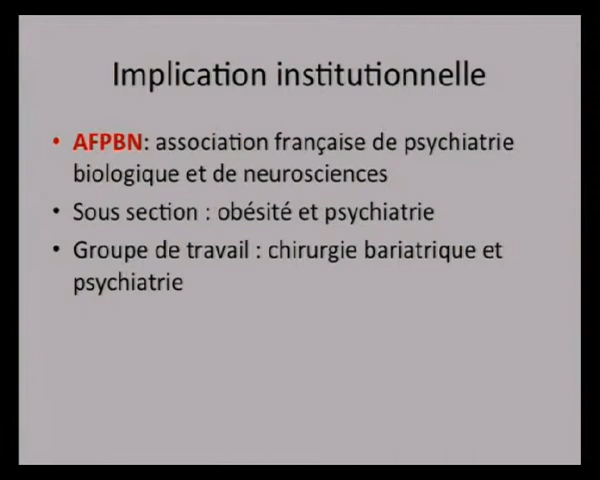 Implication institutionnelle
• AFPBN: association française de psychiatrie
biologique et de neurosciences
• Sous section : obésité et psychiatrie
• Groupe de travail : chirurgie bariatrique et
psychiatrie